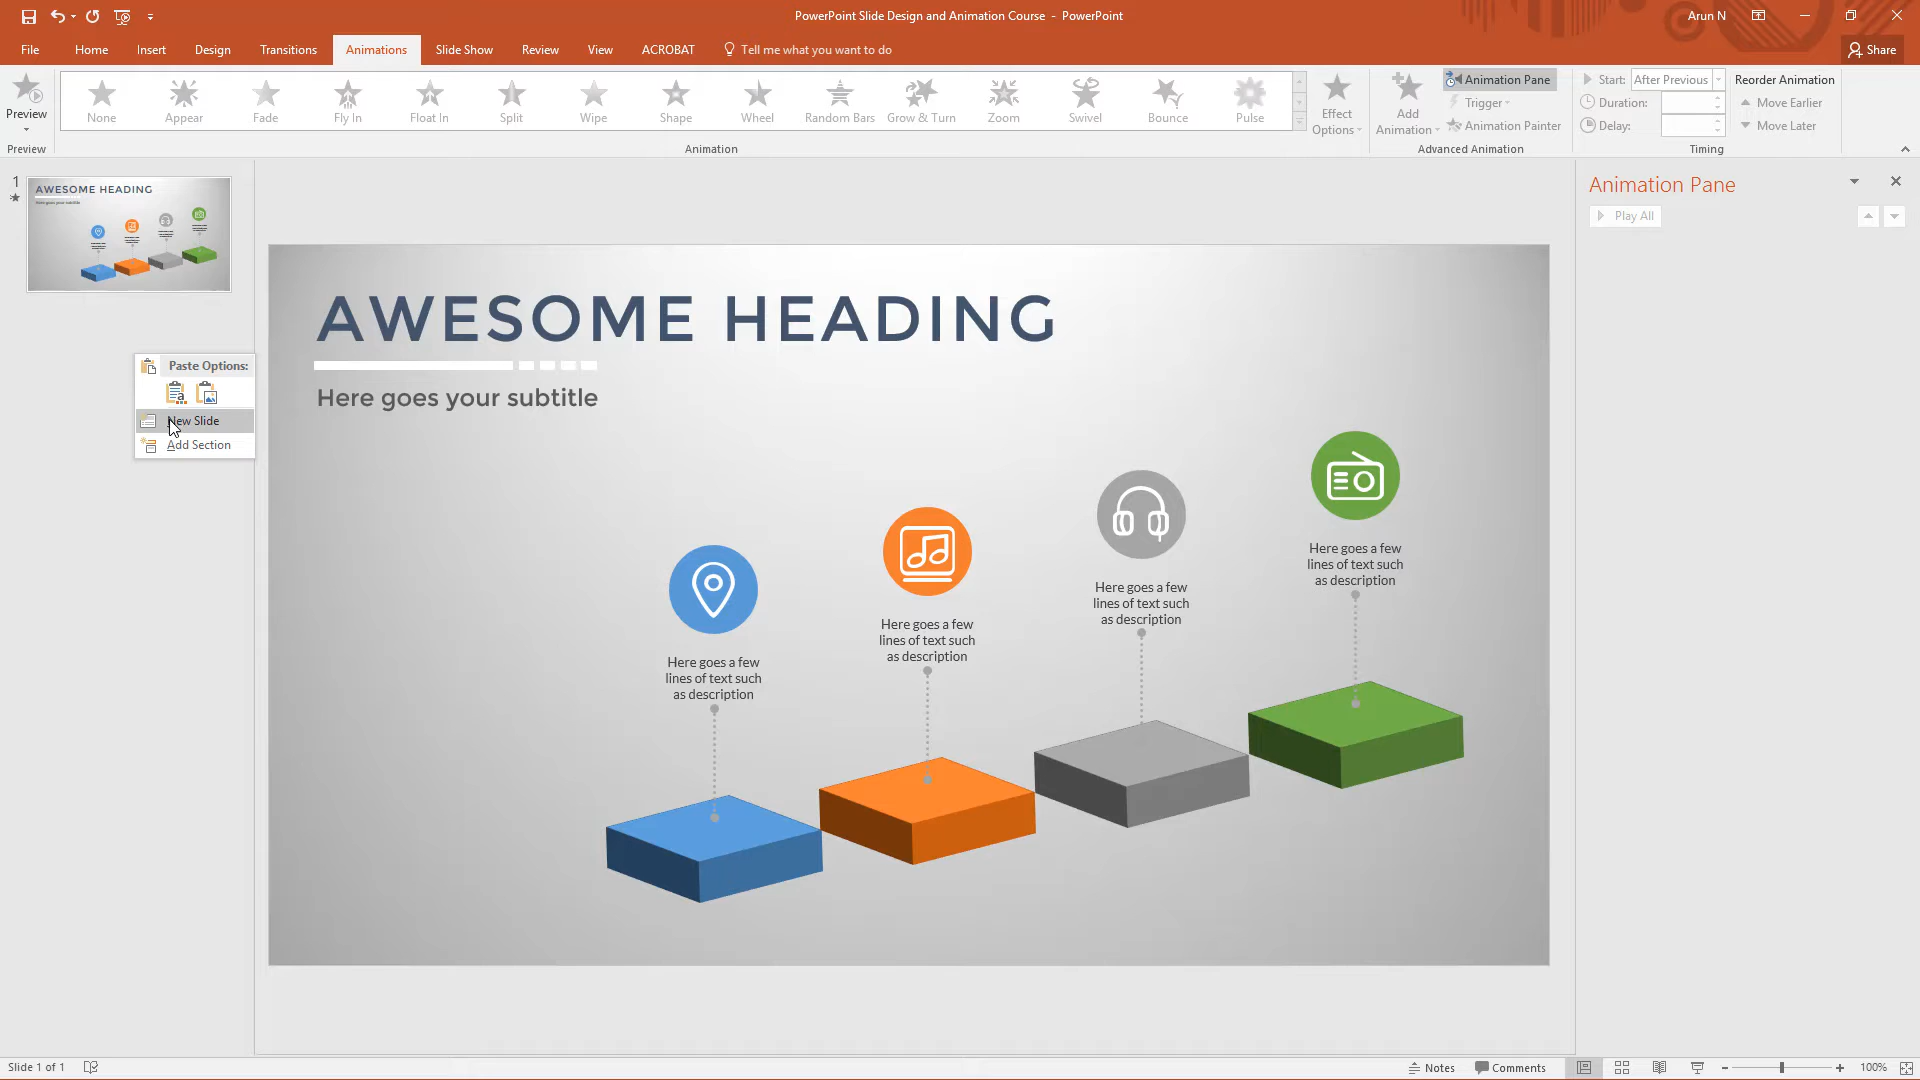 PowerPoint Slide Design and Animation Course - PowerPoint
Arun N
File Home Insert Design Transitions Animations Slide Show Review View ACROBAT Tell me what you want to do
Share
Preview
Preview
None Appear Fade Fly In Float In Split Wipe Shape Wheel Random Bars Grow & Turn Zoom Swivel Bounce Pulse
Animation
Effect
Options
Add
Animation
Animation Pane
Trigger
Animation Painter
Advanced Animation
Start: After Previous
Duration:
Delay:
Timing
Reorder Animation
Move Earlier
Move Later
1
AWESOME HEADING
Here goes your subtitle
Paste Options:
New Slide
Add Section
AWESOME HEADING
Here goes your subtitle
Here goes a few
lines of text such
as description
Here goes a few
lines of text such
as description
Here goes a few
lines of text such
as description
Here goes a few
lines of text such
as description
Animation Pane
Play All
Slide 1 of 1
Notes Comments 100%